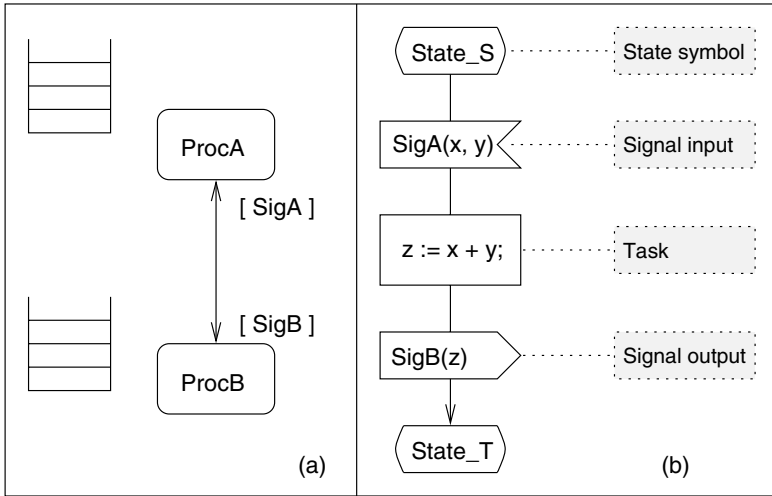 ProcA
[ SigA ]
[ SigB ]
ProcB
(a)
State_S
State symbol
SigA(x, y)
Signal input
z := x + y;
Task
SigB(z)
Signal output
State_T
(b)